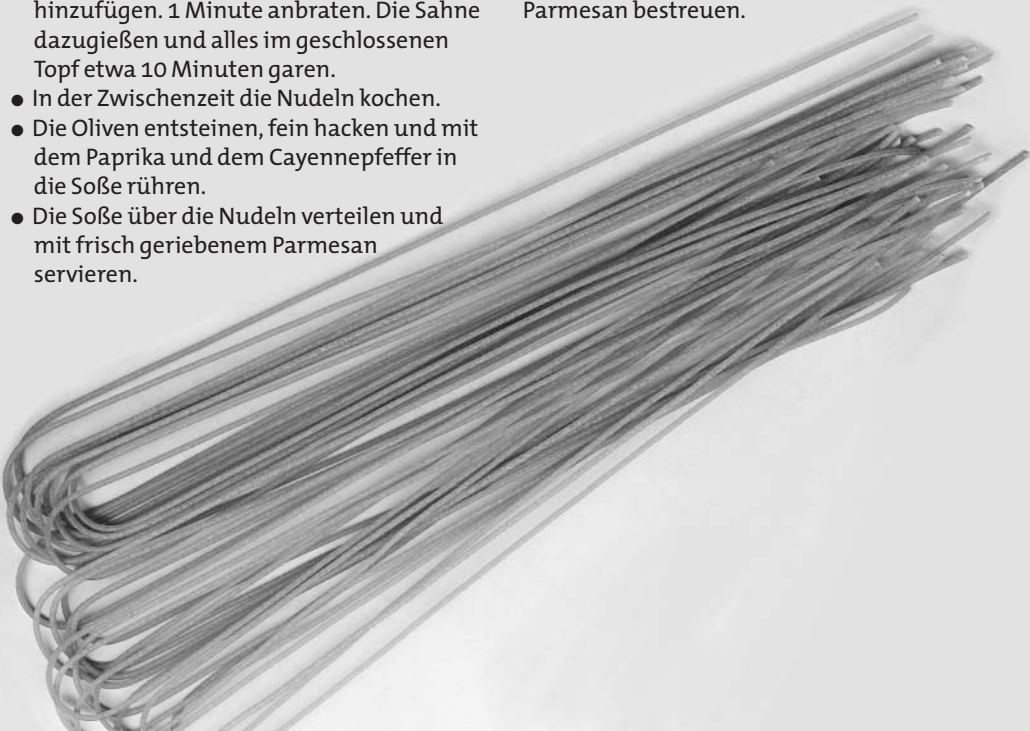 hinzufügen. 1 Minute anbraten. Die Sahne
dazugießen und alles im geschlossenen
Topf etwa 10 Minuten garen.
● In der Zwischenzeit die Nudeln kochen.
● Die Oliven entsteinen, fein hacken und mit
dem Paprika und dem Cayennepfeffer in
die Soße rühren.
● Die Soße über die Nudeln verteilen und
mit frisch geriebenem Parmesan
servieren.
Parmesan bestreuen.